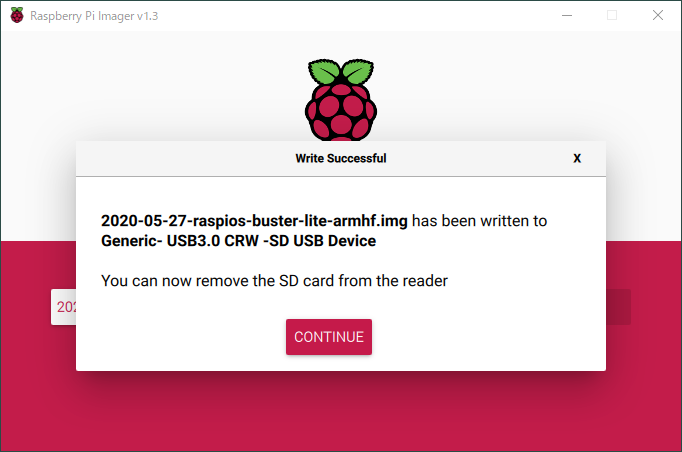 Raspberry Pi Imager v1.3
Write Successful
X
2020-05-27-raspios-buster-lite-armhf.img has been written to
Generic- USB3.0 CRW -SD USB Device
You can now remove the SD card from the reader
CONTINUE